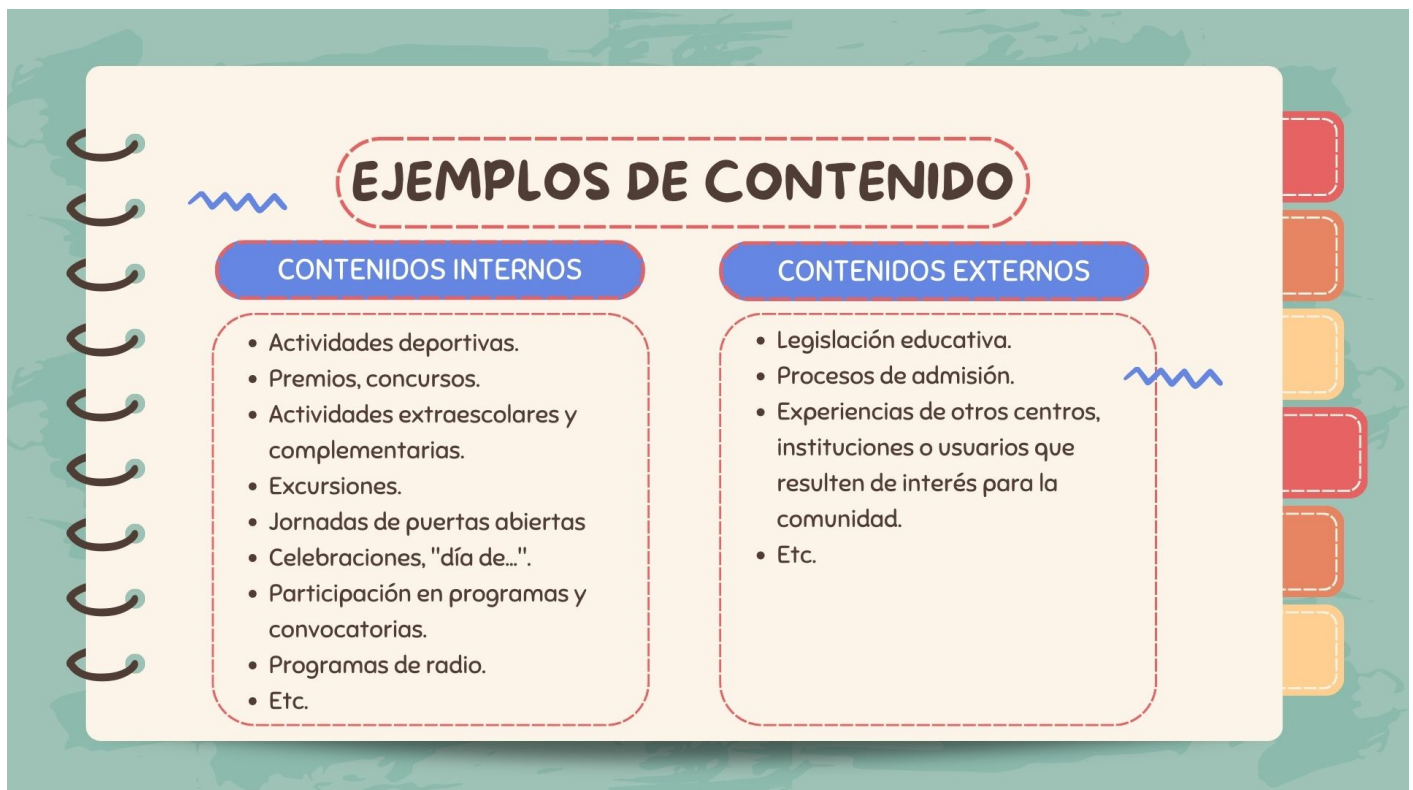 EJEMPLOS DE CONTENIDO
CONTENIDOS INTERNOS
• Actividades deportivas.
• Premios, concursos.
• Actividades extraescolares y
complementarias.
• Excursiones.
• Jornadas de puertas abiertas
• Celebraciones, "día de...".
• Participación en programas y
convocatorias.
• Programas de radio.
• Etc.
CONTENIDOS EXTERNOS
• Legislación educativa.
• Procesos de admisión.
• Experiencias de otros centros,
instituciones o usuarios que
resulten de interés para la
comunidad.
• Etc.